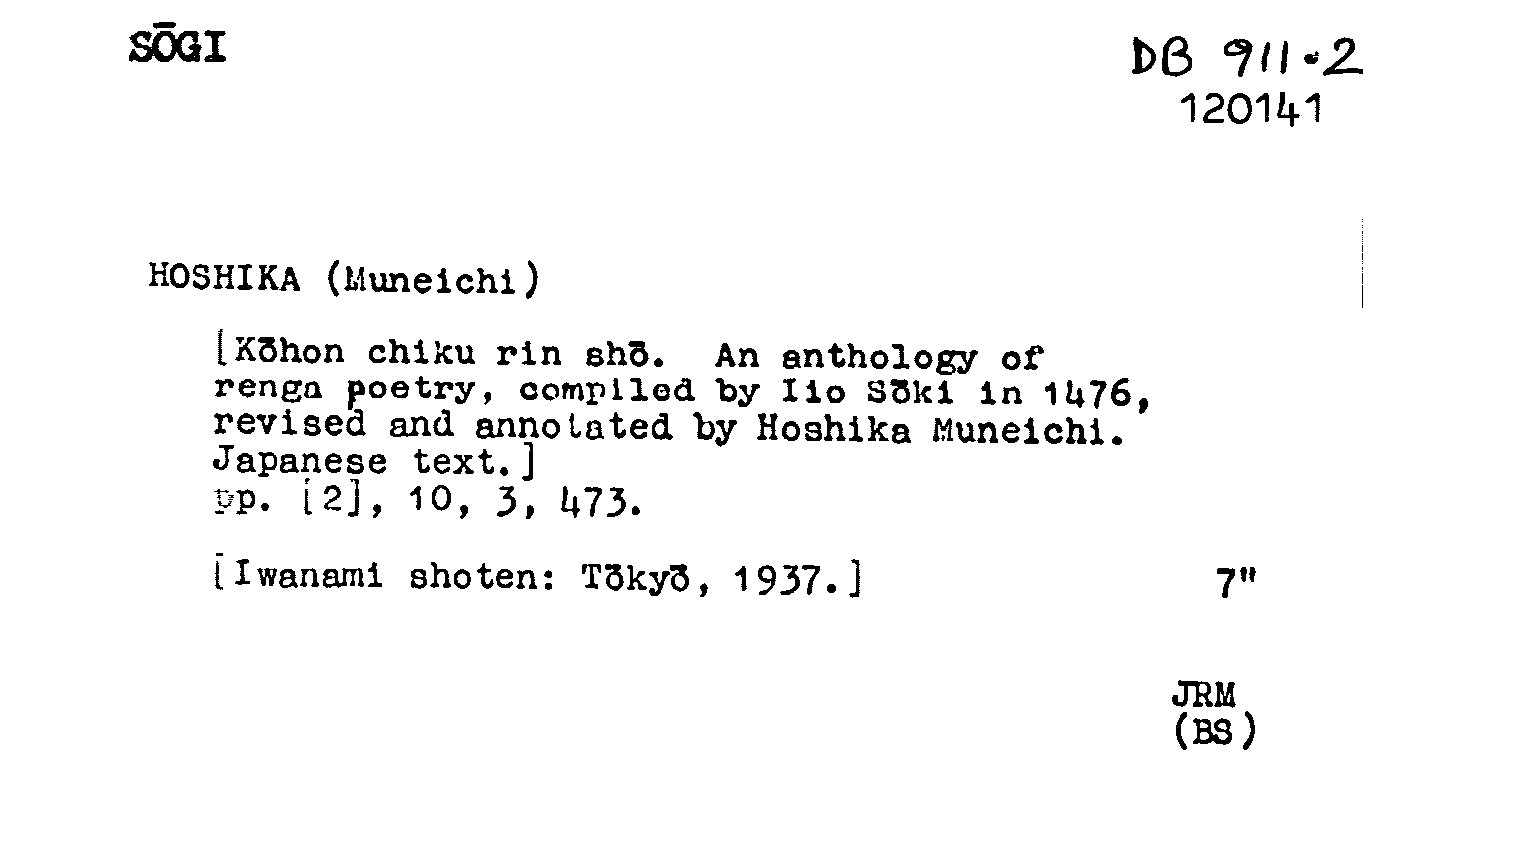 SŌGI
DB 911.2
120141
HOSHIKA (Muneichi)
[Kōhon chiku rin shō. An anthology of
renga poetry, compiled by Iio Sōki in 1476,
revised and annotated by Hoshika Muneichi.
Japanese text.]
pp. [2], 10, 3, 473.
[Iwanami shoten: Tōkyō, 1937.] 7"
JRM
(BS)